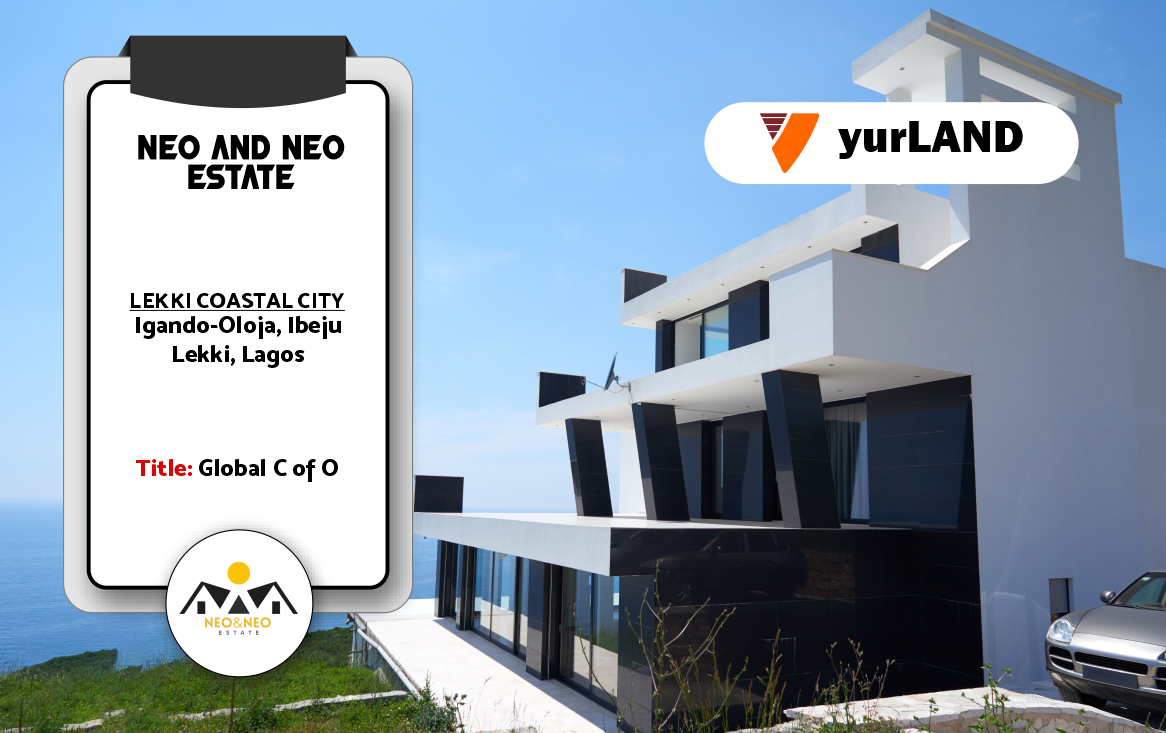 NEO AND NEO
ESTATE
LEKKI COASTAL CITY
Igando-Oloja, Ibeju
Lekki, Lagos
Title: Global C of O
NEO&NEO
ESTATE
yurLAND